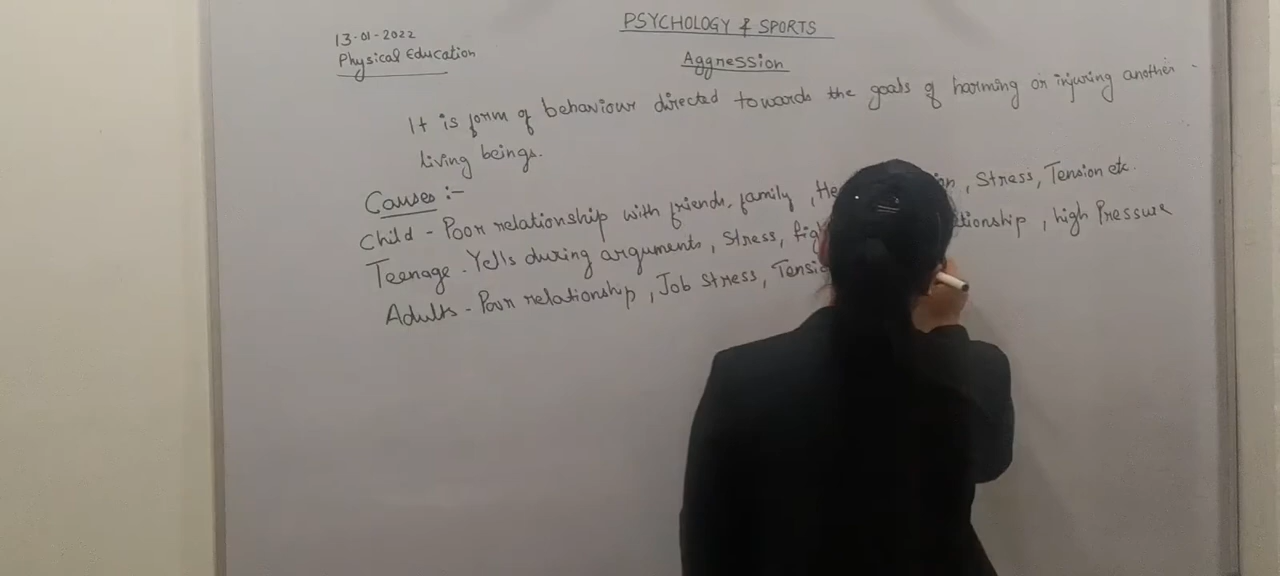 PSYCHOLOGY & SPORTS
13-01-2022
Physical Education
Aggression
It is form of behaviour directed towards the goals of harming or injuring another
living beings.
Causes :-
Child - Poor relationship with friends, family, Stress, Tension etc.
Teenage - Yells during arguments, Stress, high Pressure
Adults - Poor relationship, Job stress,